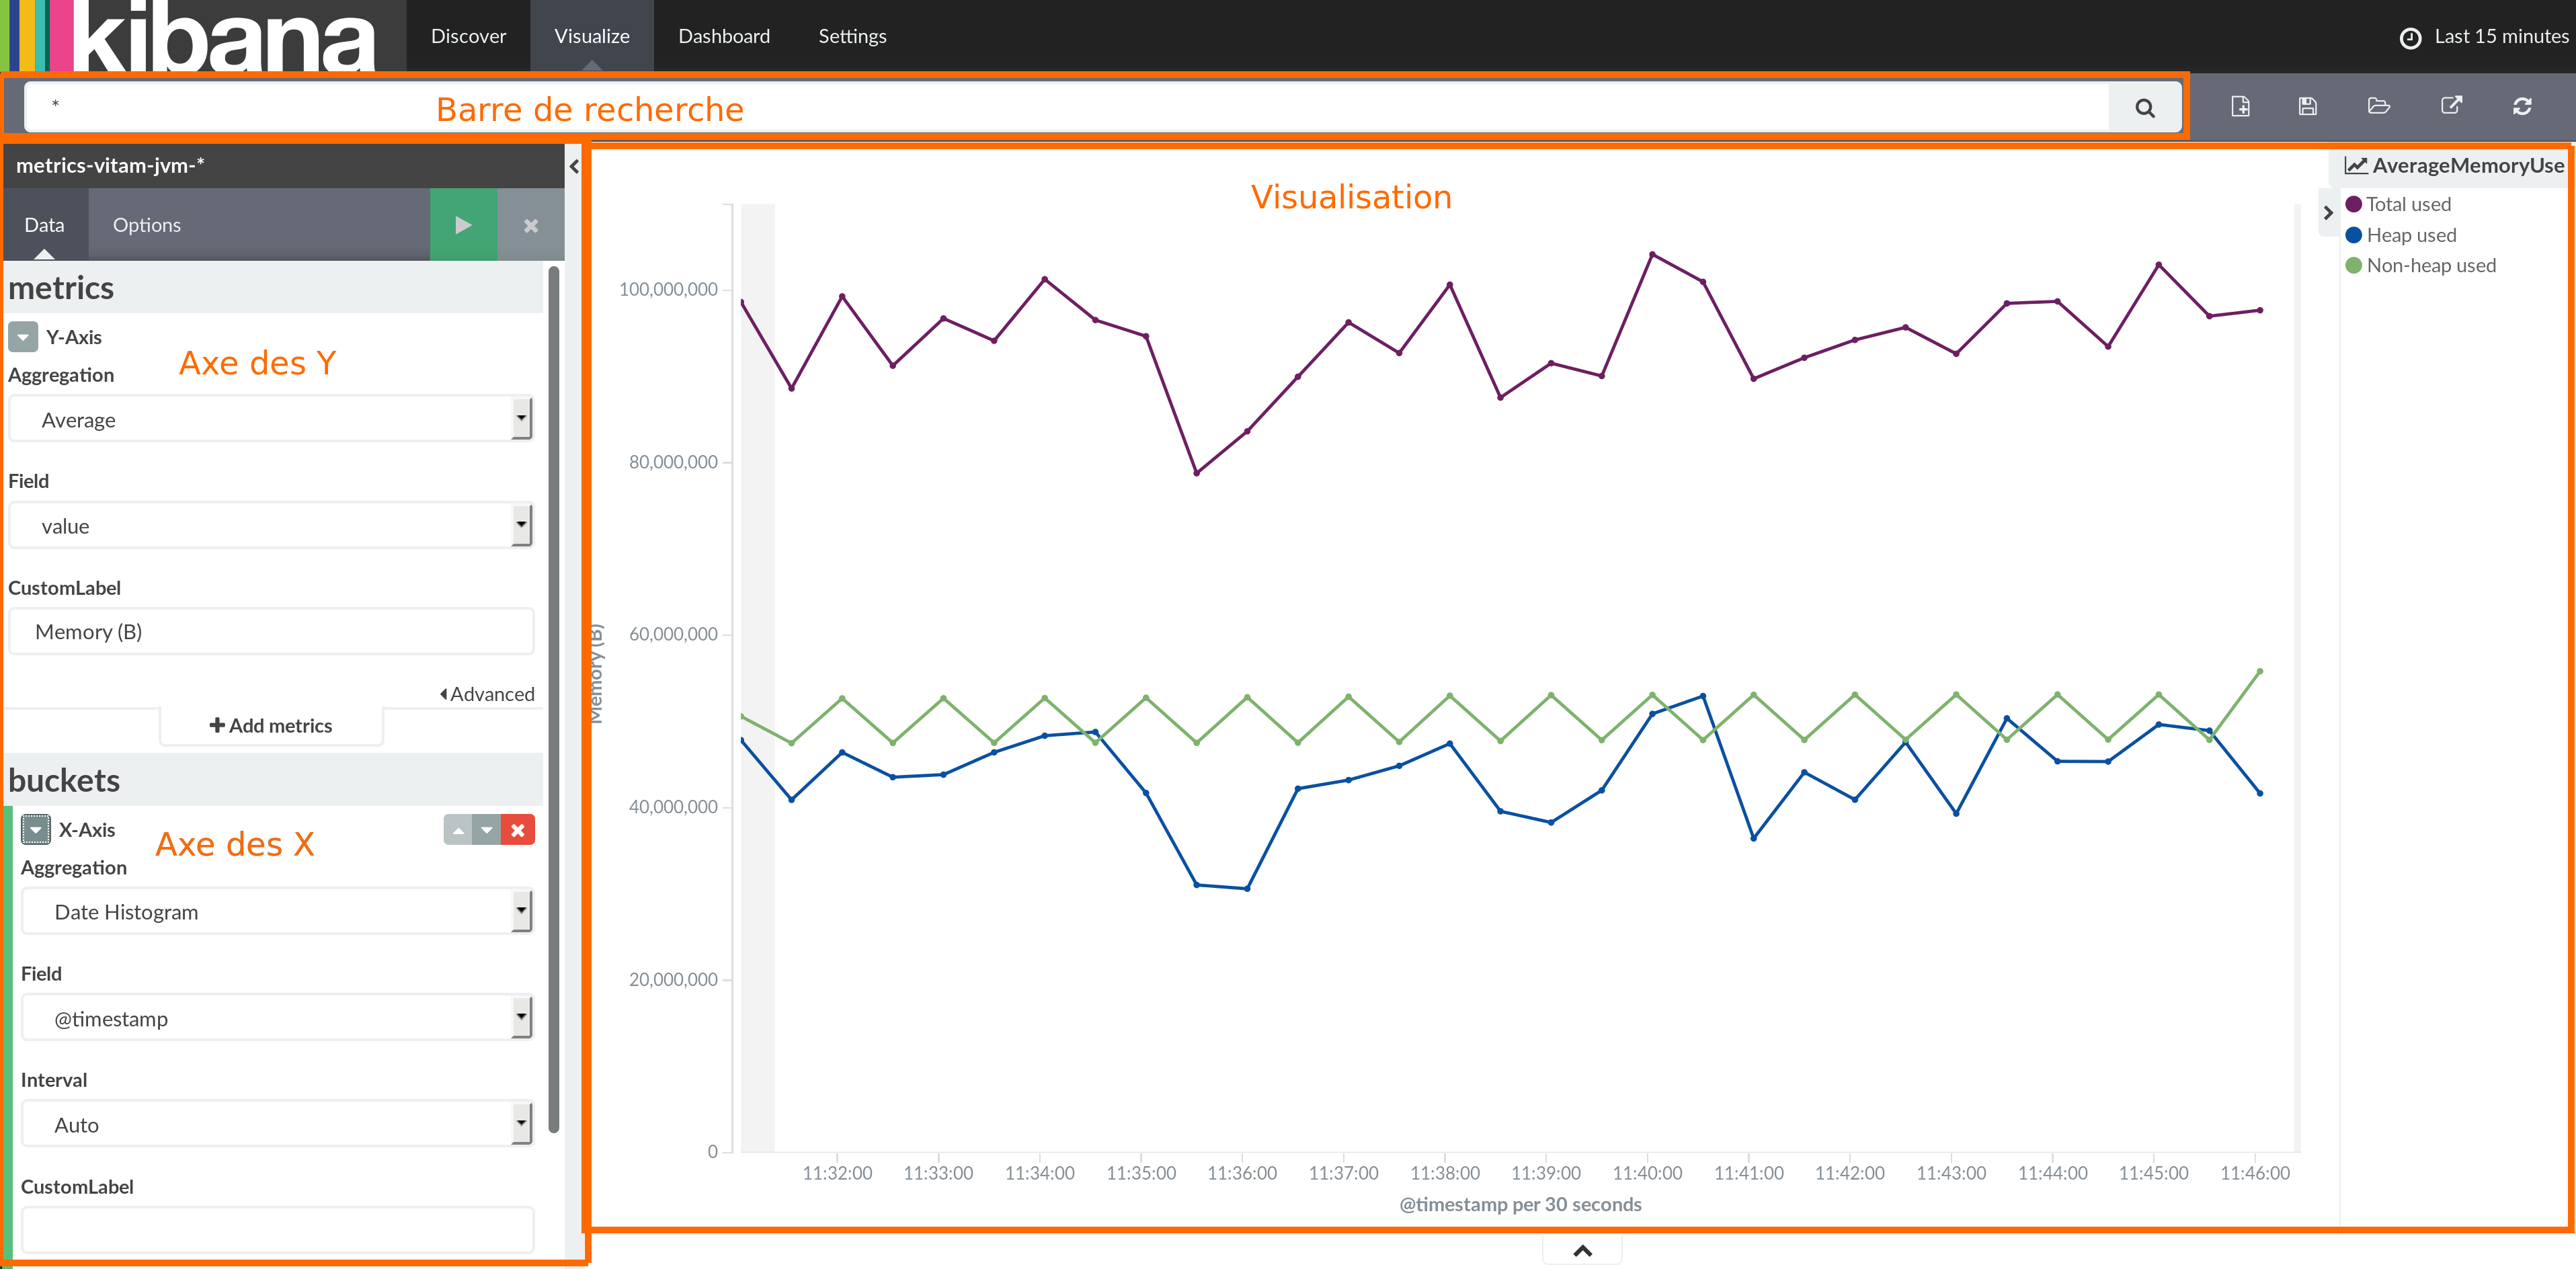 kibana
Discover
Visualize
Dashboard
Settings
Last 15 minutes
*
Barre de recherche
metrics-vitam-jvm-*
Data
Options
metrics
Y-Axis
Axe des Y
Aggregation
Average
Field
value
CustomLabel
Memory (B)
Advanced
Add metrics
buckets
X-Axis
Axe des X
Aggregation
Date Histogram
Field
@timestamp
Interval
Auto
CustomLabel
Visualisation
Memory (B)
100,000,000
80,000,000
60,000,000
40,000,000
20,000,000
0
11:32:00 11:33:00 11:34:00 11:35:00 11:36:00 11:37:00 11:38:00 11:39:00 11:40:00 11:41:00 11:42:00 11:43:00 11:44:00 11:45:00 11:46:00
@timestamp per 30 seconds
AverageMemoryUse
Total used
Heap used
Non-heap used